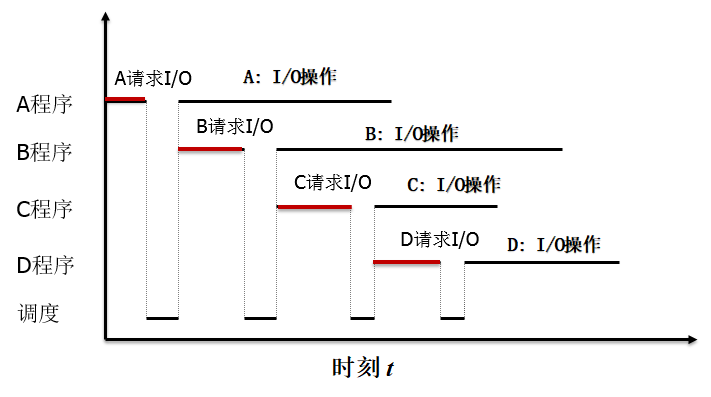 A请求I/O
A: I/O操作
A程序
B请求I/O
B: I/O操作
B程序
C请求I/O
C: I/O操作
C程序
D请求I/O
D: I/O操作
D程序
调度
时刻 t